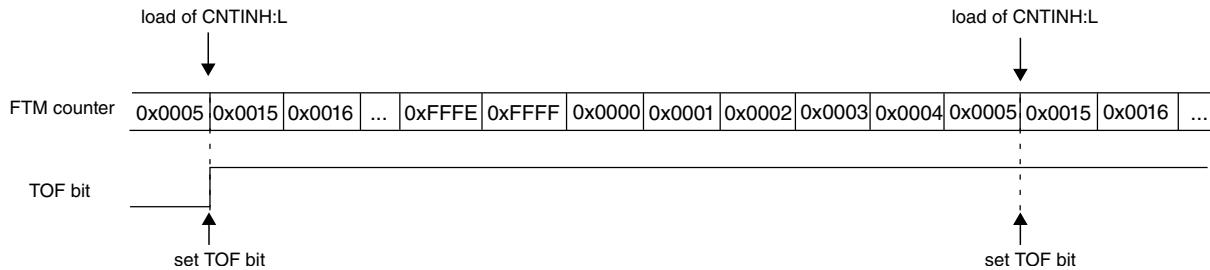 load of CNTINH:L load of CNTINH:L
FTM counter 0x0005 0x0015 0x0016 ... 0xFFFE 0xFFFF 0x0000 0x0001 0x0002 0x0003 0x0004 0x0005 0x0015 0x0016 ...
TOF bit
set TOF bit set TOF bit